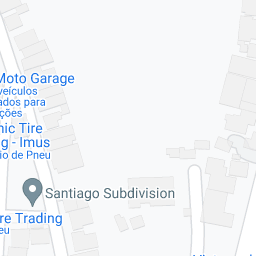 Moto Garage
veículos
ados para
ções
nic Tire
g - Imus
io de Pneu
Santiago Subdivision
re Trading
eu